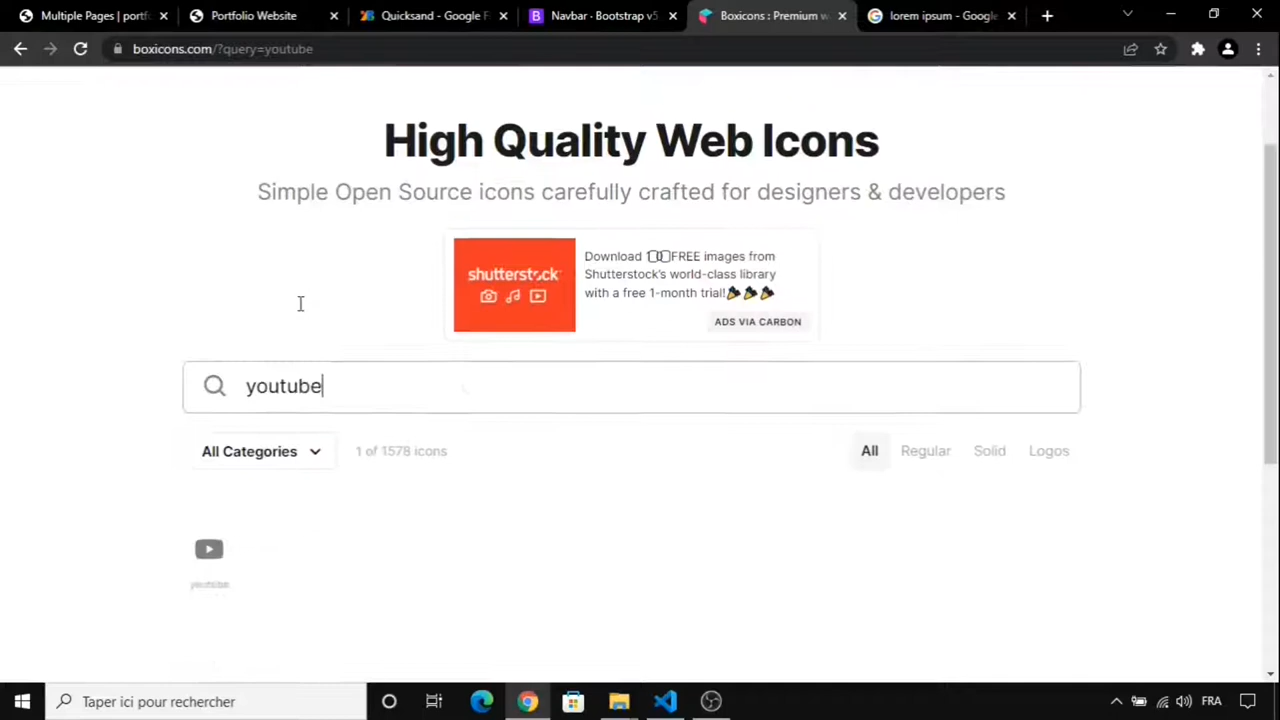 Multiple Pages | portf
Portfolio Website
Quicksand - Google F
Navbar · Bootstrap v5
Boxicons : Premium w
lorem ipsum - Google
boxicons.com/?query=youtube
High Quality Web Icons
Simple Open Source icons carefully crafted for designers & developers
shutterstock
Download 100 FREE images from
Shutterstock's world-class library
with a free 1-month trial!
ADS VIA CARBON
youtube
All Categories
1 of 1578 icons
All
Regular
Solid
Logos
youtube
Taper ici pour rechercher
FRA